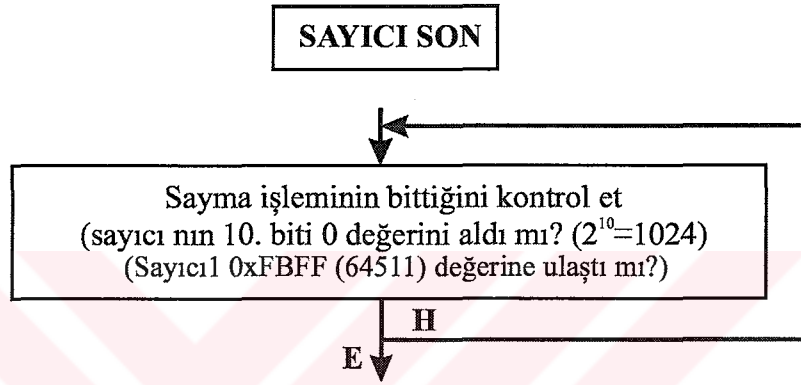 SAYICI SON
Sayma işleminin bittiğini kontrol et
(sayıcı nın 10. biti 0 değerini aldı mı? (2¹⁰=1024)
(Sayıcı1 0xFBFF (64511) değerine ulaştı mı?)
H
E